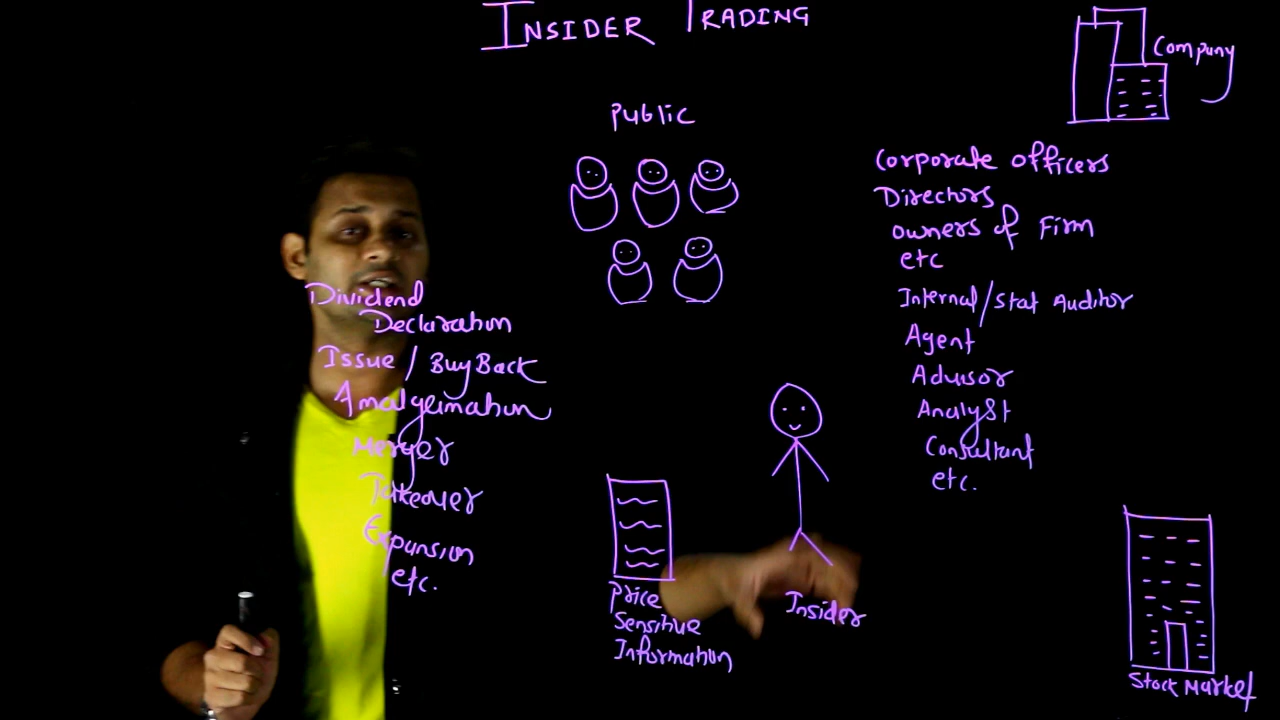 INSIDER TRADING
Company
Public
Corporate officers
Directors
owners of Firm
etc
Internal/Stat Auditor
Agent
Advisor
Analyst
Consultant
etc.
Dividend
Declaration
Issue / BuyBack
Amalgamation
Merger
Takeover
Expansion
etc.
Price
Sensitive
Information
Insider
Stock Market